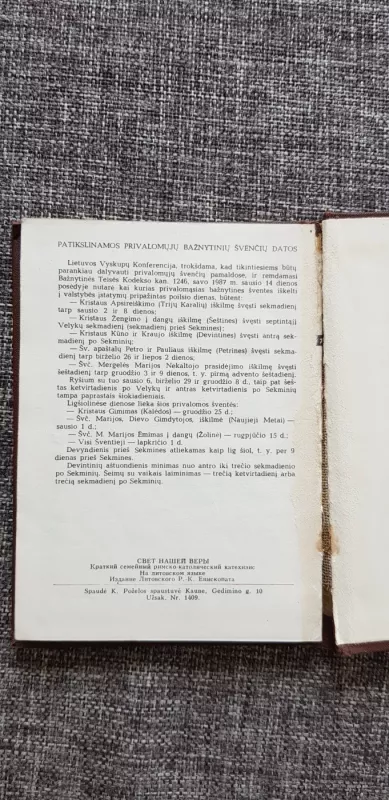 PATIKSLINAMOS PRIVALOMŲJŲ BAŽNYTINIŲ ŠVENČIŲ DATOS
Lietuvos Vyskupų Konferencija, trokšdama, kad tikintiesiems būtų
parankiau dalyvauti privalomųjų švenčių pamaldose, ir remdamasi
Bažnytinės Teisės Kodekso kan. 1246, savo 1987 m. sausio 14 dienos
posėdyje nutarė kai kurias privalomąsias bažnytines šventes iškelti
į valstybės įstatymų pripažintas poilsio dienas, būtent:
— Kristaus Apsireiškimo (Trijų Karalių) iškilmę švęsti sekmadienį
tarp sausio 2 ir 8 dienos;
— Kristaus Žengimo į dangų iškilmę (Šeštines) švęsti septintąjį
Velykų sekmadienį (sekmadienį prieš Sekmines);
— Kristaus Kūno ir Kraujo iškilmę (Devintines) švęsti antrą sek-
madienį po Sekminių;
— Šv. apaštalų Petro ir Pauliaus iškilmę (Petrines) švęsti sekma-
dienį tarp birželio 26 ir liepos 2 dienos;
— Švč. Mergelės Marijos Nekaltojo prasidėjimo iškilmę švęsti
šeštadienį tarp gruodžio 3 ir 9 dienos, t. y. pirmą advento šeštadienį.
Ryšium su tuo sausio 6, birželio 29 ir gruodžio 8 d., taip pat šeš-
tas ketvirtadienis po Velykų ir antras ketvirtadienis po Sekminių
tampa paprastais šiokiadieniais.
Ligšiolinėse dienose lieka šios privalomos šventės:
— Kristaus Gimimas (Kalėdos) — gruodžio 25 d.;
— Švč. Marijos, Dievo Gimdytojos, iškilmė (Naujieji Metai) —
sausio 1 d.;
— Švč. M. Marijos Ėmimas į dangų (Žolinė) — rugpjūčio 15 d.;
— Visi Šventieji — lapkričio 1 d.
Devyndienis prieš Sekmines atliekamas kaip lig šiol, t. y. per 9
dienas prieš Sekmines.
Devintinių aštuondienis minimas nuo antro iki trečio sekmadienio
po Sekminių. Šeimų su vaikais laiminimas — trečią ketvirtadienį arba
trečią sekmadienį po Sekminių.
СВЕТ НАШЕЙ ВЕРЫ
Краткий семейный римско-католический катехизис
На литовском языке
Издание Литовского Р. К. Епископата
Spaudė K. Poželos spaustuvė Kaune, Gedimino g. 10
Užsak. Nr. 1409.